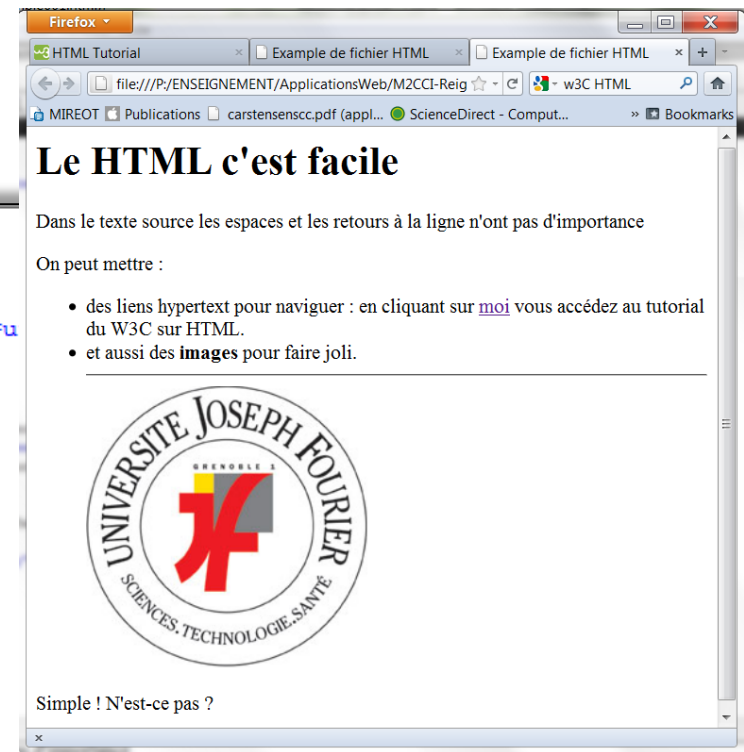 Firefox
HTML Tutorial × Example de fichier HTML × Example de fichier HTML × +
file:///P:/ENSEIGNEMENT/ApplicationsWeb/M2CCI-Reig w3C HTML
MIREOT Publications carstensenscc.pdf (appl... ScienceDirect - Comput... » Bookmarks
Le HTML c'est facile
Dans le texte source les espaces et les retours à la ligne n'ont pas d'importance
On peut mettre :
• des liens hypertext pour naviguer : en cliquant sur moi vous accédez au tutorial
du W3C sur HTML.
• et aussi des images pour faire joli.
UNIVERSITE JOSEPH FOURIER
GRENOBLE 1
SCIENCES. TECHNOLOGIE. SANTÉ
Simple ! N'est-ce pas ?
×